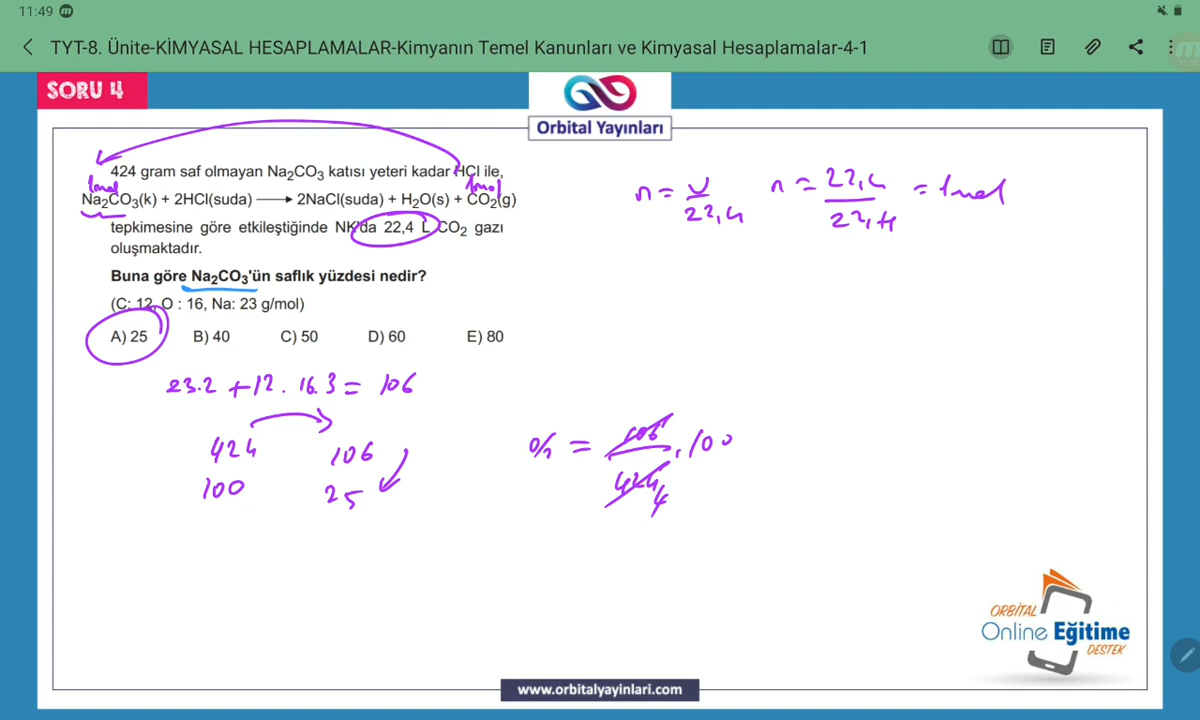 11:49
TYT-8. Ünite-KİMYASAL HESAPLAMALAR-Kimyanın Temel Kanunları ve Kimyasal Hesaplamalar-4-1
SORU 4
Orbital Yayınları
424 gram saf olmayan Na₂CO₃ katısı yeteri kadar HCl ile,
1mol 1mol
Na₂CO₃(k) + 2HCl(suda) ⟶ 2NaCl(suda) + H₂O(s) + CO₂(g)
tepkimesine göre etkileştiğinde NK'da 22,4 L CO₂ gazı
oluşmaktadır.
Buna göre Na₂CO₃'ün saflık yüzdesi nedir?
(C: 12, O : 16, Na: 23 g/mol)
A) 25 B) 40 C) 50 D) 60 E) 80
n = V/22,4 n = 22,4/22,4 = 1mol
23.2 + 12. 16.3 = 106
424 106
100 25
% = 106/424 .100
4
ORBİTAL
Online Eğitime
DESTEK
www.orbitalyayinlari.com